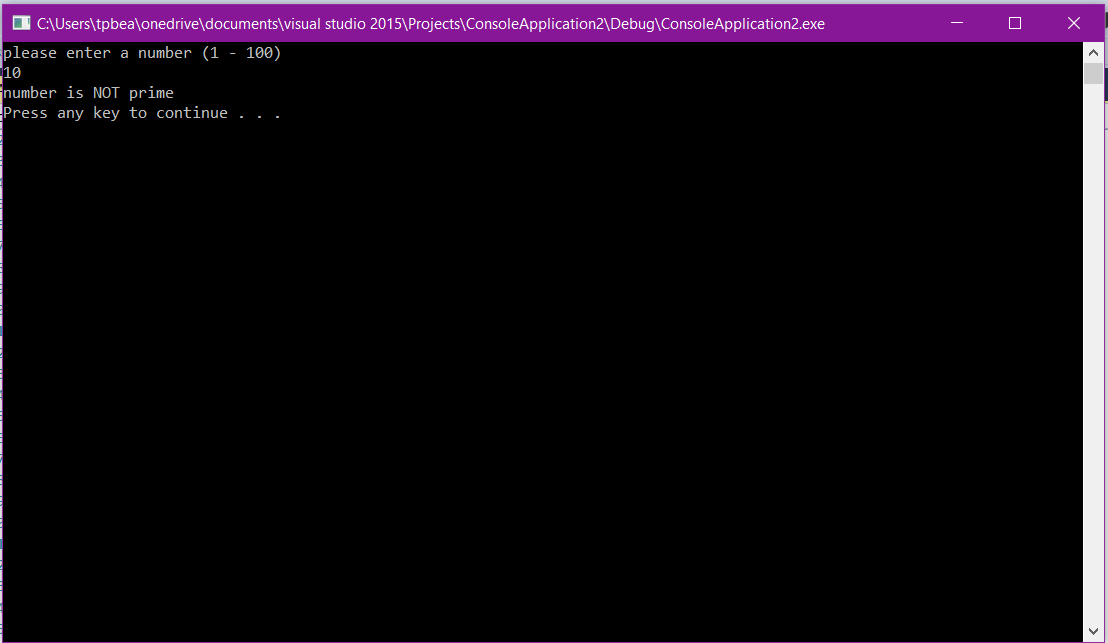 C:\Users\tpbea\onedrive\documents\visual studio 2015\Projects\ConsoleApplication2\Debug\ConsoleApplication2.exe
please enter a number (1 - 100)
10
number is NOT prime
Press any key to continue . . .